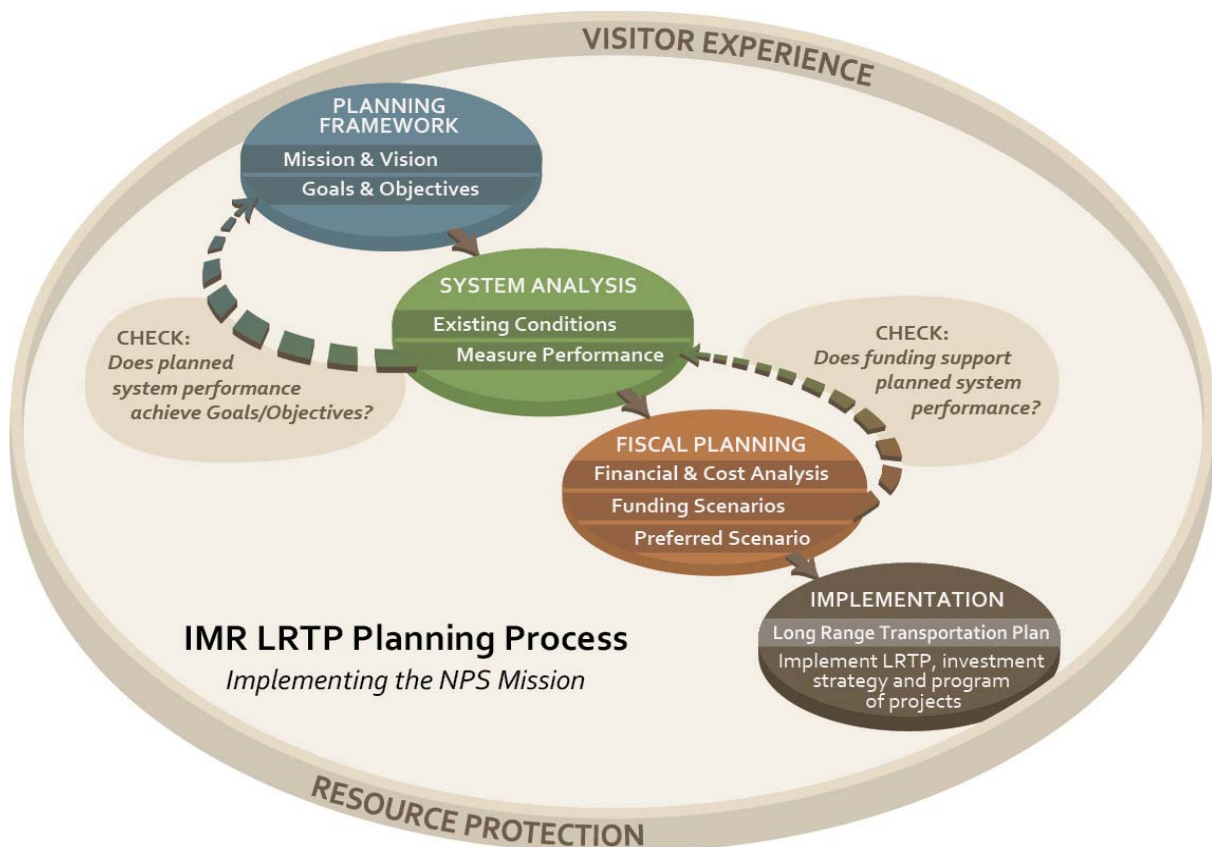 VISITOR EXPERIENCE
PLANNING
FRAMEWORK
Mission & Vision
Goals & Objectives
SYSTEM ANALYSIS
Existing Conditions
Measure Performance
CHECK:
Does planned
system performance
achieve Goals/Objectives?
CHECK:
Does funding support
planned system
performance?
FISCAL PLANNING
Financial & Cost Analysis
Funding Scenarios
Preferred Scenario
IMPLEMENTATION
Long Range Transportation Plan
Implement LRTP, investment
strategy and program
of projects
IMR LRTP Planning Process
Implementing the NPS Mission
RESOURCE PROTECTION